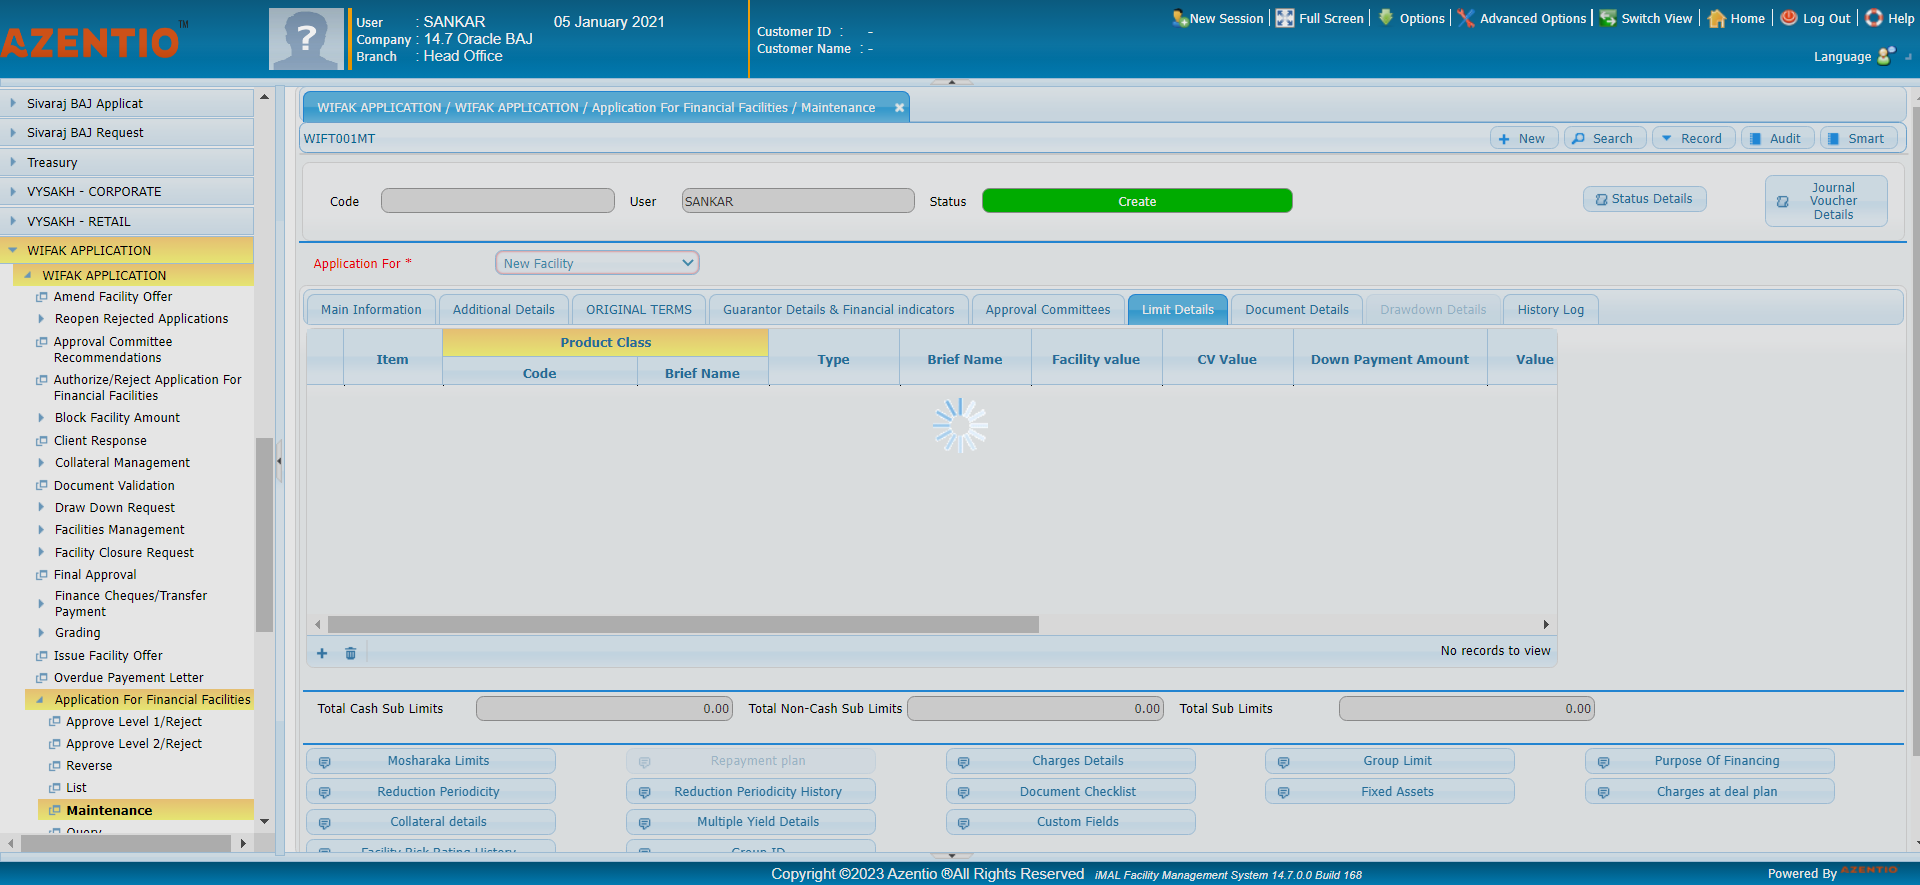 AZENTIO™
User : SANKAR 05 January 2021
Company : 14.7 Oracle BAJ
Branch : Head Office
Customer ID : -
Customer Name : -
New Session Full Screen Options Advanced Options Switch View Home Log Out Help
Language
Sivaraj BAJ Applicat
Sivaraj BAJ Request
Treasury
VYSAKH - CORPORATE
VYSAKH - RETAIL
WIFAK APPLICATION
WIFAK APPLICATION
Amend Facility Offer
Reopen Rejected Applications
Approval Committee
Recommendations
Authorize/Reject Application For
Financial Facilities
Block Facility Amount
Client Response
Collateral Management
Document Validation
Draw Down Request
Facilities Management
Facility Closure Request
Final Approval
Finance Cheques/Transfer
Payment
Grading
Issue Facility Offer
Overdue Payement Letter
Application For Financial Facilities
Approve Level 1/Reject
Approve Level 2/Reject
Reverse
List
Maintenance
Query
WIFAK APPLICATION / WIFAK APPLICATION / Application For Financial Facilities / Maintenance
WIFT001MT
New Search Record Audit Smart
Code User SANKAR Status Create
Status Details
Journal
Voucher
Details
Application For * New Facility
Main Information Additional Details ORIGINAL TERMS Guarantor Details & Financial indicators Approval Committees Limit Details Document Details Drawdown Details History Log
Item Product Class Type Brief Name Facility value CV Value Down Payment Amount Value
Code Brief Name
No records to view
Total Cash Sub Limits 0.00 Total Non-Cash Sub Limits 0.00 Total Sub Limits 0.00
Mosharaka Limits Repayment plan Charges Details Group Limit Purpose Of Financing
Reduction Periodicity Reduction Periodicity History Document Checklist Fixed Assets Charges at deal plan
Collateral details Multiple Yield Details Custom Fields
Facility Risk Rating History Group ID
Copyright ©2023 Azentio ®All Rights Reserved iMAL Facility Management System 14.7.0.0 Build 168
Powered By AZENTIO